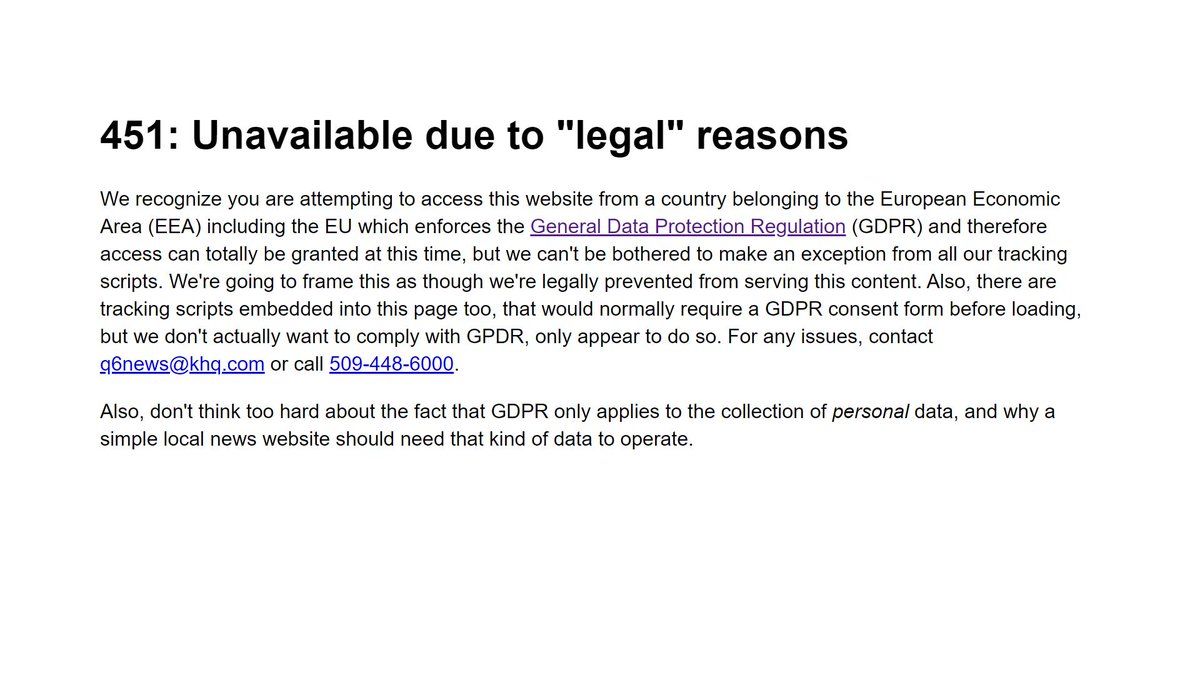 451: Unavailable due to "legal" reasons
We recognize you are attempting to access this website from a country belonging to the European Economic
Area (EEA) including the EU which enforces the General Data Protection Regulation (GDPR) and therefore
access can totally be granted at this time, but we can't be bothered to make an exception from all our tracking
scripts. We're going to frame this as though we're legally prevented from serving this content. Also, there are
tracking scripts embedded into this page too, that would normally require a GDPR consent form before loading,
but we don't actually want to comply with GPDR, only appear to do so. For any issues, contact
q6news@khq.com or call 509-448-6000.
Also, don't think too hard about the fact that GDPR only applies to the collection of personal data, and why a
simple local news website should need that kind of data to operate.